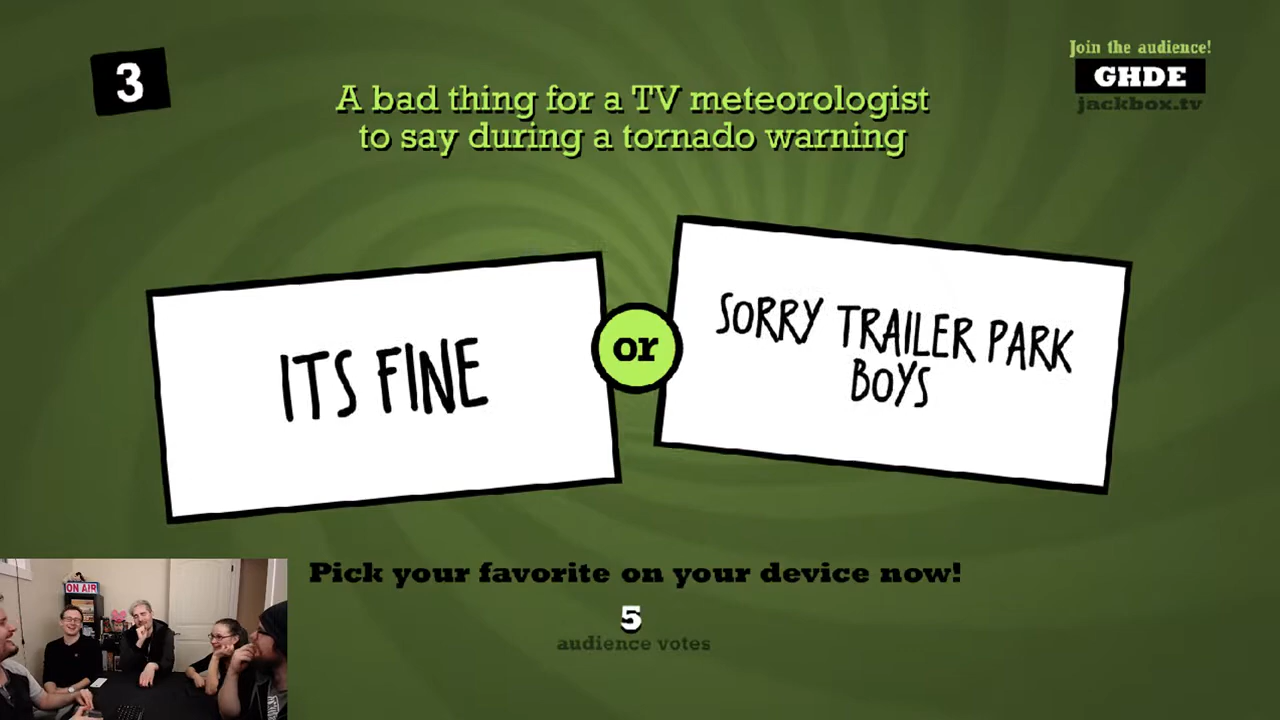 3
Join the audience!
GHDE
jackbox.tv
A bad thing for a TV meteorologist
to say during a tornado warning
ITS FINE
or
SORRY TRAILER PARK
BOYS
Pick your favorite on your device now!
5
audience votes
ON AIR